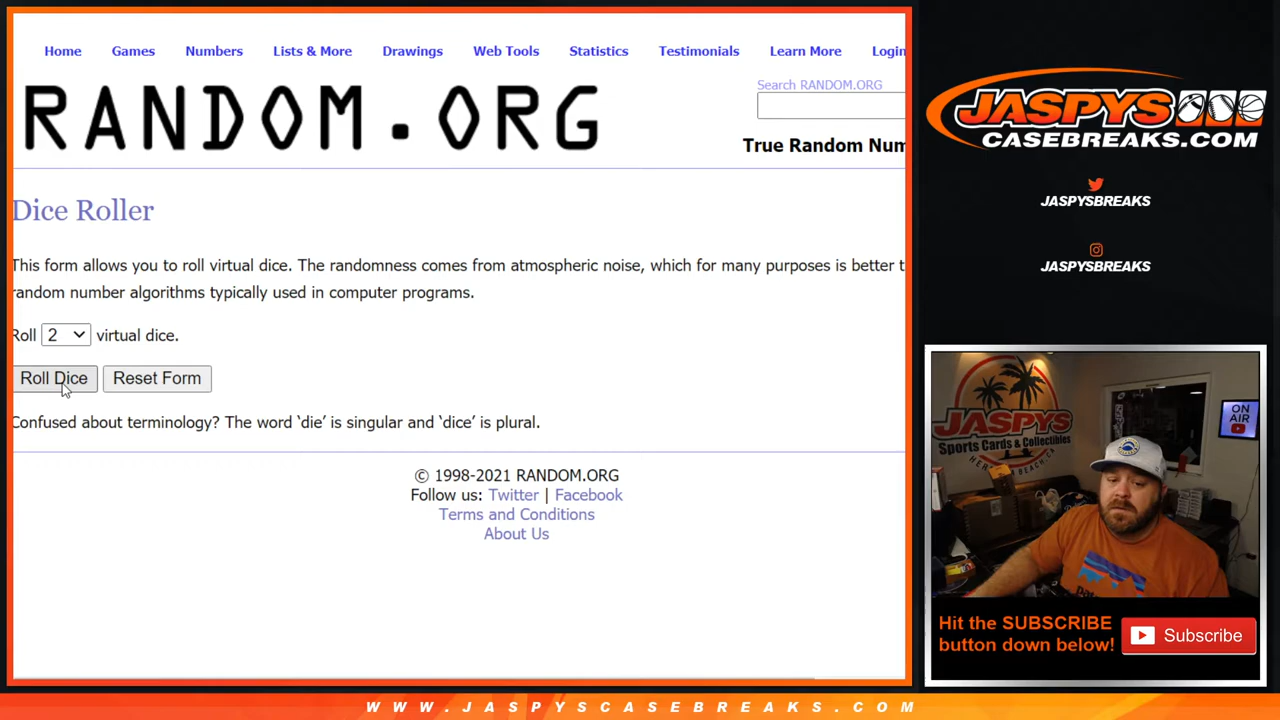 Home Games Numbers Lists & More Drawings Web Tools Statistics Testimonials Learn More Login
RANDOM.ORG
Search RANDOM.ORG
True Random Num
Dice Roller
This form allows you to roll virtual dice. The randomness comes from atmospheric noise, which for many purposes is better t
random number algorithms typically used in computer programs.
Roll 2 virtual dice.
Roll Dice Reset Form
Confused about terminology? The word ‘die’ is singular and ‘dice’ is plural.
© 1998-2021 RANDOM.ORG
Follow us: Twitter | Facebook
Terms and Conditions
About Us
JASPYS
CASEBREAKS.COM
JASPYSBREAKS
JASPYSBREAKS
JASPYS
Sports Cards & Collectibles
ON
AIR
Hit the SUBSCRIBE
button down below!
Subscribe
WWW.JASPYSCASEBREAKS.COM